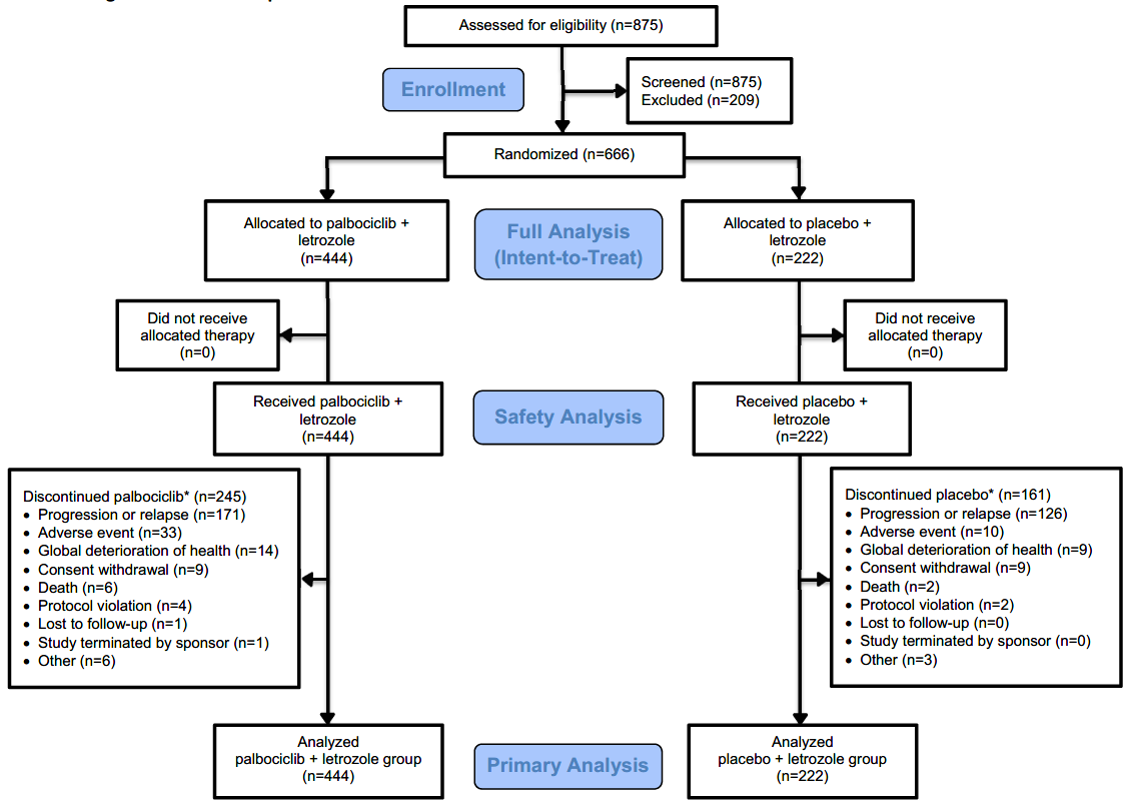 Assessed for eligibility (n=875)
Enrollment
Screened (n=875)
Excluded (n=209)
Randomized (n=666)
Allocated to palbociclib +
letrozole
(n=444)
Full Analysis
(Intent-to-Treat)
Allocated to placebo +
letrozole
(n=222)
Did not receive
allocated therapy
(n=0)
Did not receive
allocated therapy
(n=0)
Received palbociclib +
letrozole
(n=444)
Safety Analysis
Received placebo +
letrozole
(n=222)
Discontinued palbociclib* (n=245)
• Progression or relapse (n=171)
• Adverse event (n=33)
• Global deterioration of health (n=14)
• Consent withdrawal (n=9)
• Death (n=6)
• Protocol violation (n=4)
• Lost to follow-up (n=1)
• Study terminated by sponsor (n=1)
• Other (n=6)
Discontinued placebo* (n=161)
• Progression or relapse (n=126)
• Adverse event (n=10)
• Global deterioration of health (n=9)
• Consent withdrawal (n=9)
• Death (n=2)
• Protocol violation (n=2)
• Lost to follow-up (n=0)
• Study terminated by sponsor (n=0)
• Other (n=3)
Analyzed
palbociclib + letrozole group
(n=444)
Primary Analysis
Analyzed
placebo + letrozole group
(n=222)